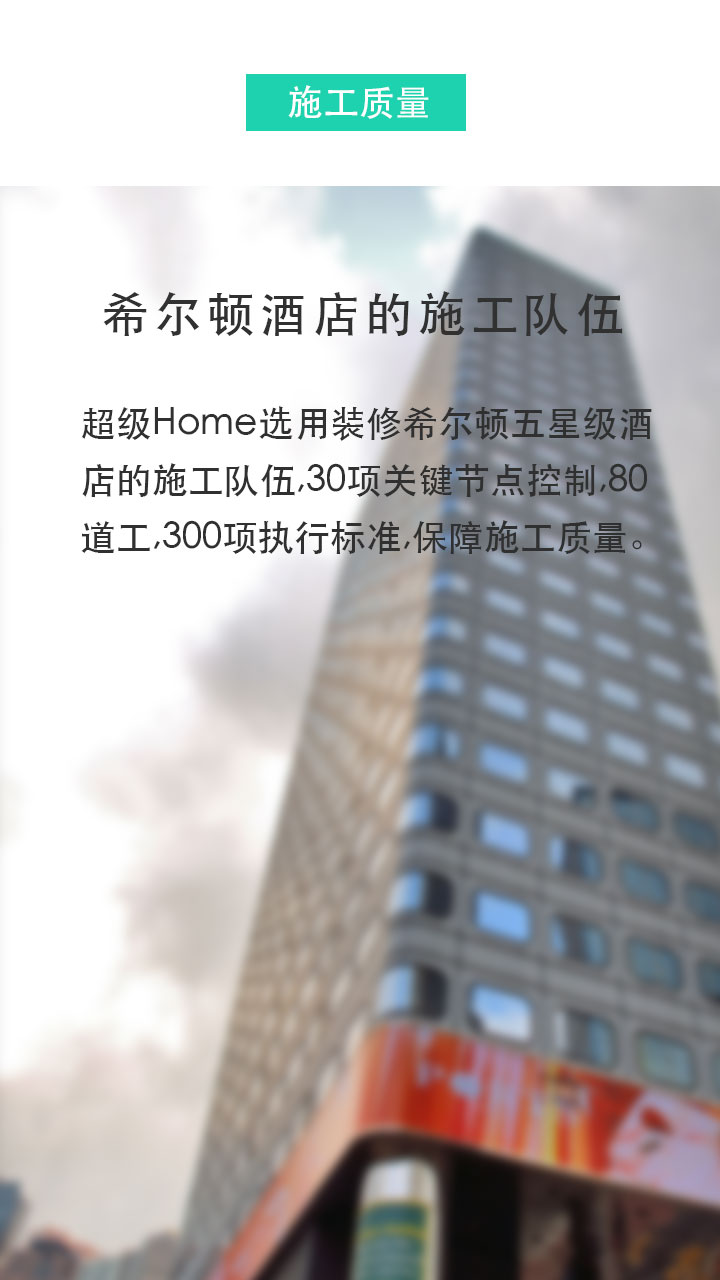 施工质量
希尔顿酒店的施工队伍
超级Home选用装修希尔顿五星级酒
店的施工队伍,30项关键节点控制,80
道工,300项执行标准,保障施工质量。